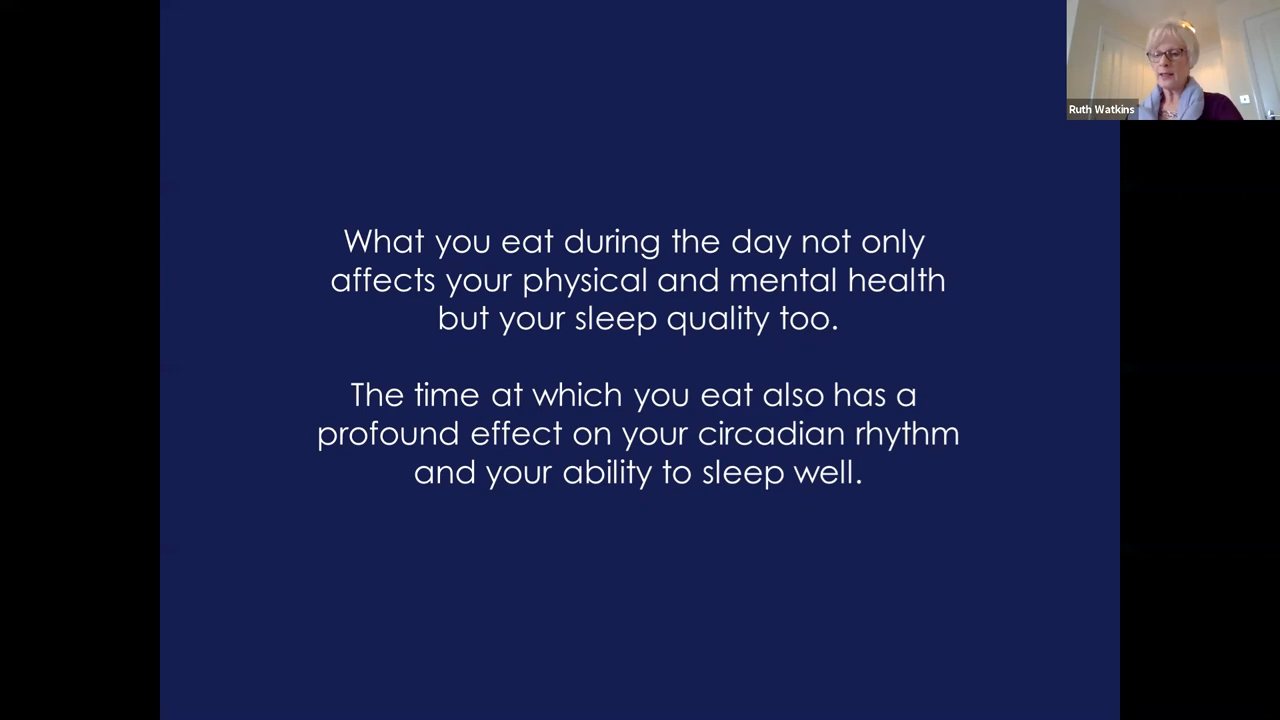 Ruth Watkins
What you eat during the day not only
affects your physical and mental health
but your sleep quality too.
The time at which you eat also has a
profound effect on your circadian rhythm
and your ability to sleep well.